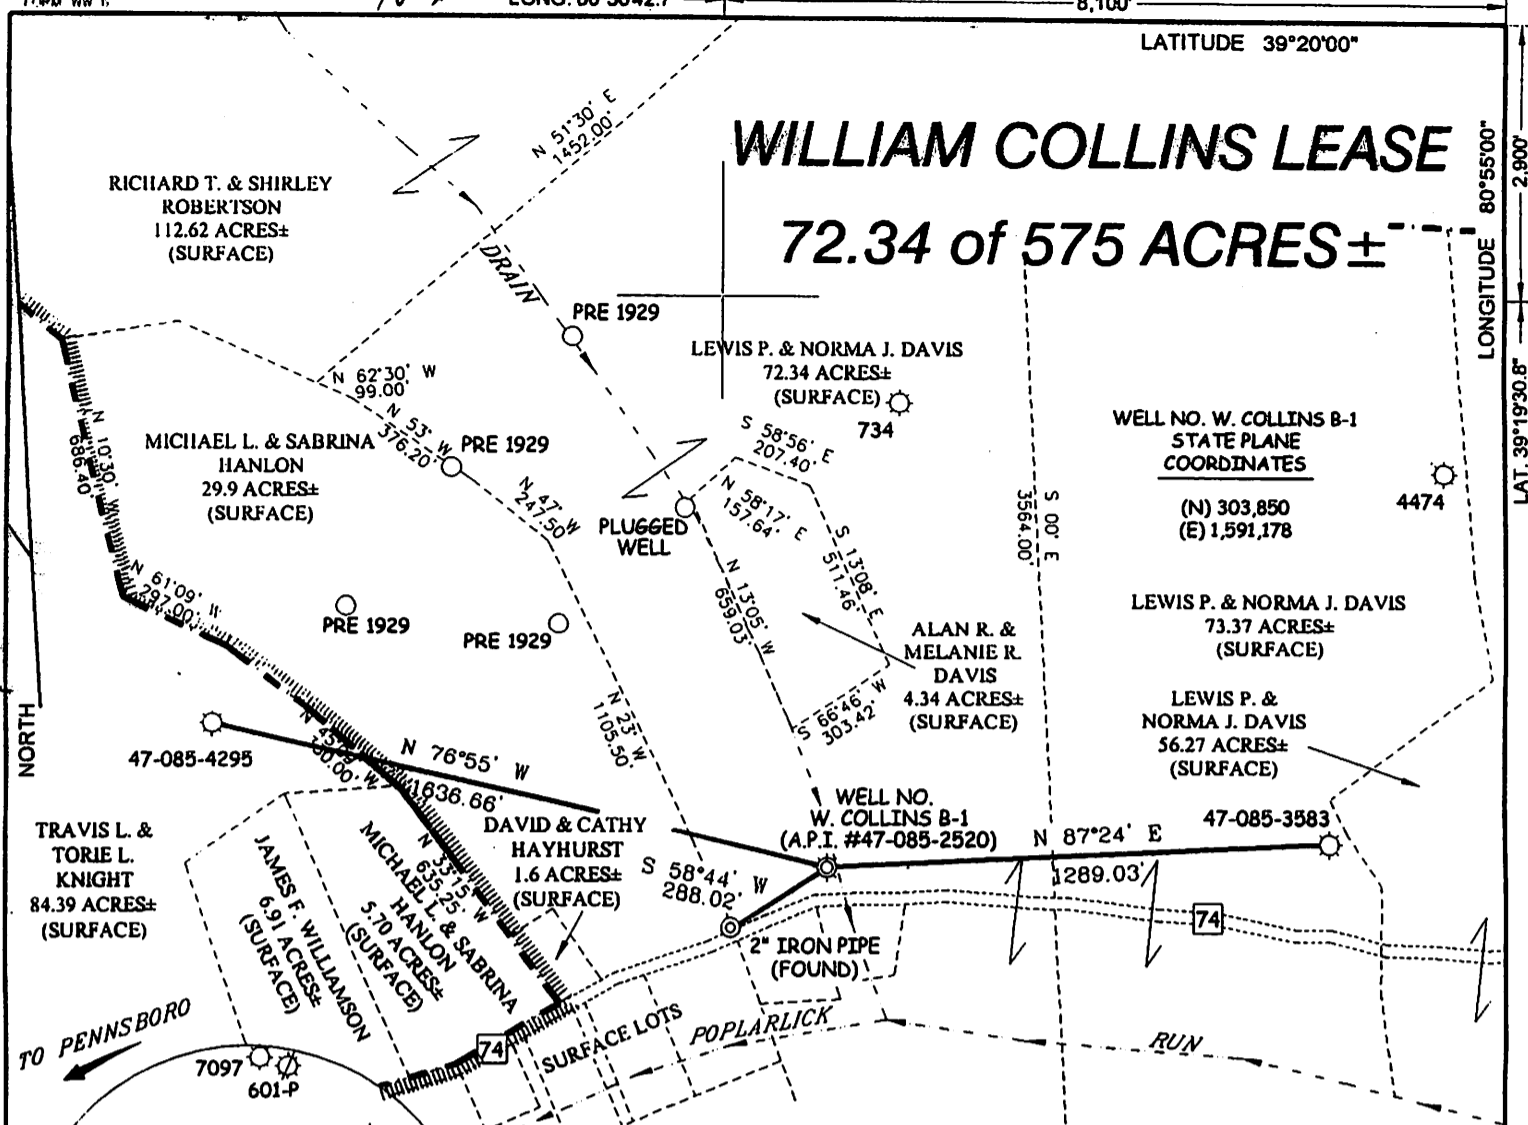 8,100'
LATITUDE 39°20'00"
WILLIAM COLLINS LEASE
72.34 of 575 ACRES±
LONGITUDE 80°55'00"
2,900'
LAT. 39°19'30.8"
N 51°30' E
1452.00'
RICHARD T. & SHIRLEY
ROBERTSON
112.62 ACRES±
(SURFACE)
DRAIN
PRE 1929
LEWIS P. & NORMA J. DAVIS
72.34 ACRES±
(SURFACE)
734
N 62°30' W
99.00'
N 53° W
376.20'
PRE 1929
N 47° W
247.50'
MICHAEL L. & SABRINA
HANLON
29.9 ACRES±
(SURFACE)
N 10°30' W
686.40'
S 58°56' E
207.40'
N 58°17' E
157.64'
PLUGGED
WELL
S 13°08' E
511.46'
N 13°05' W
659.03'
S 00° E
3564.00'
WELL NO. W. COLLINS B-1
STATE PLANE
COORDINATES
(N) 303,850
(E) 1,591,178
4474
N 61°09' W
297.00'
PRE 1929
PRE 1929
LEWIS P. & NORMA J. DAVIS
73.37 ACRES±
(SURFACE)
ALAN R. &
MELANIE R.
DAVIS
4.34 ACRES±
(SURFACE)
S 66°46' W
303.42'
LEWIS P. &
NORMA J. DAVIS
56.27 ACRES±
(SURFACE)
N 23° W
1105.50'
NORTH
47-085-4295
N 76°55' W
1636.66'
WELL NO.
W. COLLINS B-1
(A.P.I. #47-085-2520)
47-085-3583
N 87°24' E
1289.03'
TRAVIS L. &
TORIE L.
KNIGHT
84.39 ACRES±
(SURFACE)
JAMES F. WILLIAMSON
6.91 ACRES±
(SURFACE)
MICHAEL L. & SABRINA
HANLON
5.70 ACRES±
(SURFACE)
N 33°15' W
635.25'
DAVID & CATHY
HAYHURST
1.6 ACRES±
(SURFACE)
S 58°44' W
288.02'
2" IRON PIPE
(FOUND)
74
TO PENNSBORO
7097
601-P
74
SURFACE LOTS
POPLARLICK
RUN